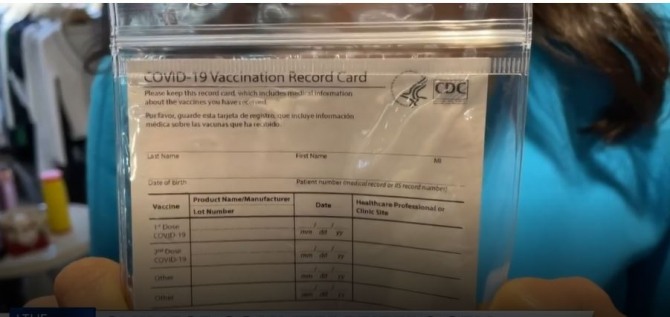 COVID-19 Vaccination Record Card
CDC
Please keep this record card, which includes medical information
about the vaccines you have received.
Por favor, guarde esta tarjeta de registro, que incluye información
médica sobre las vacunas que ha recibido.
Last Name First Name MI
Date of birth Patient number (medical record or IIS record number)
Vaccine Product Name/Manufacturer Date Healthcare Professional or
Lot Number Clinic Site
1st Dose
COVID-19
mm dd yy
2nd Dose
COVID-19
mm dd yy
Other
mm dd yy
Other
mm dd yy